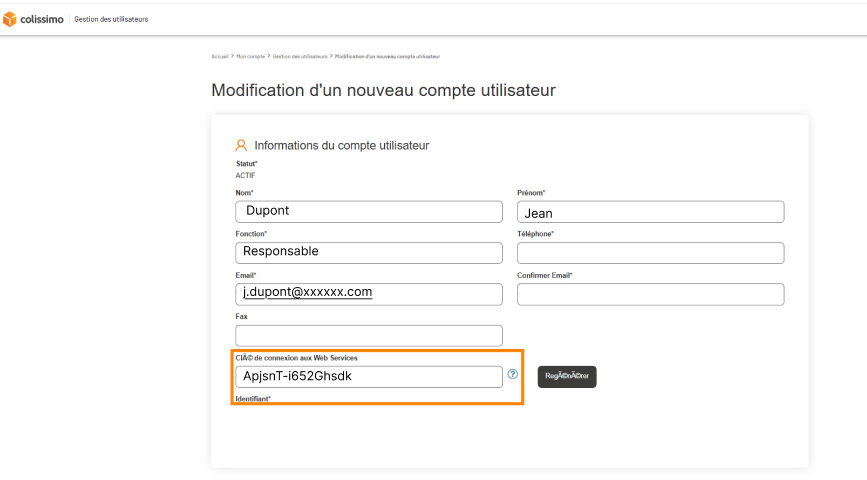 colissimo Gestion des utilisateurs
Accueil > Mon compte > Gestion des utilisateurs > Modification d'un nouveau compte utilisateur
Modification d'un nouveau compte utilisateur
Informations du compte utilisateur
Statut*
ACTIF
Nom* Prénom*
Dupont Jean
Fonction* Téléphone*
Responsable
Email* Confirmer Email*
j.dupont@xxxxxx.com
Fax
ClÃ© de connexion aux Web Services
ApjsnT-i652Ghsdk ? RegÃ©nÃ©rer
Identifiant*